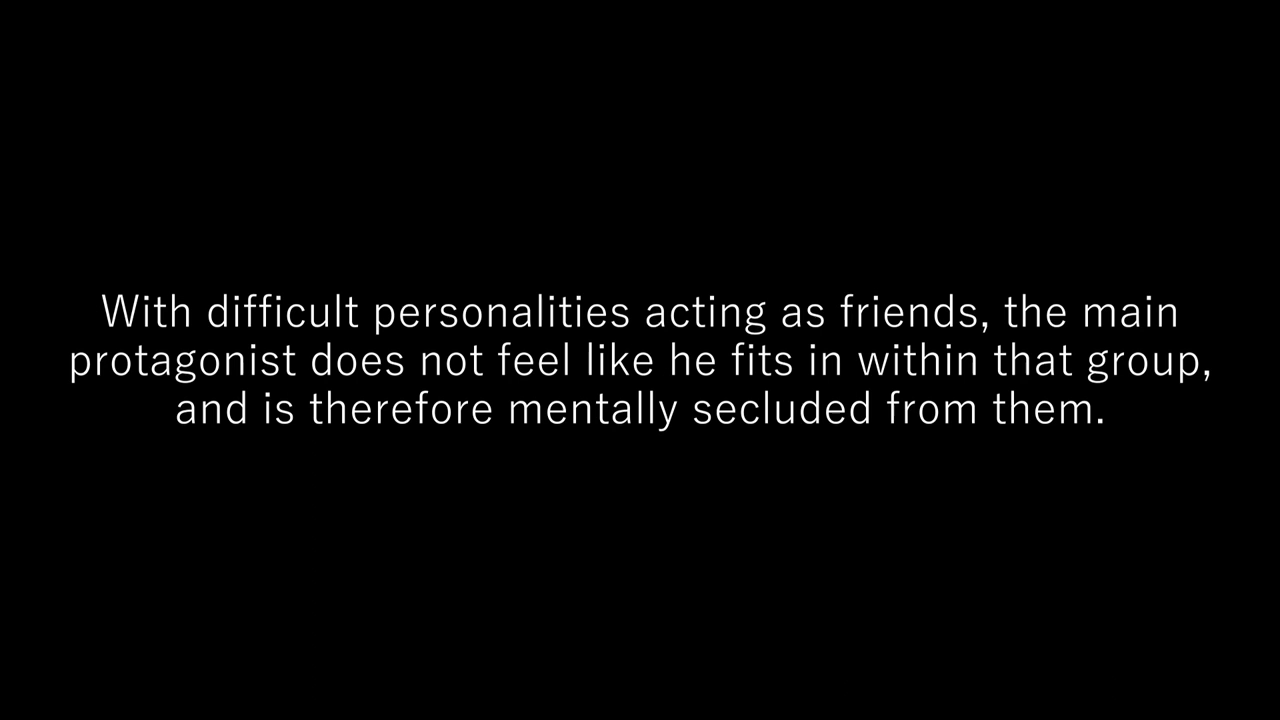 With difficult personalities acting as friends, the main
protagonist does not feel like he fits in within that group,
and is therefore mentally secluded from them.